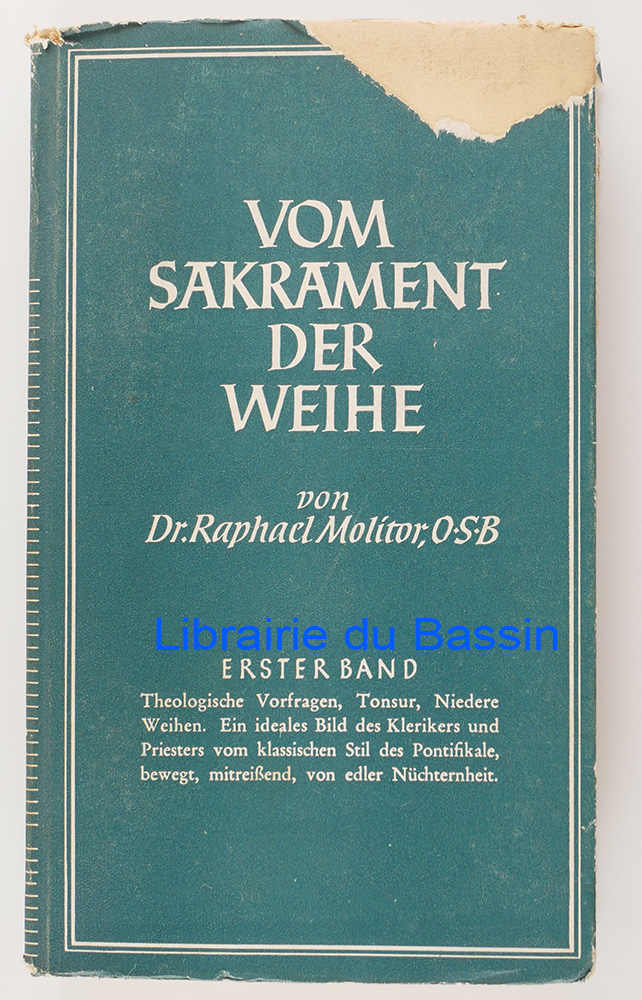 VOM
SAKRAMENT
DER
WEIHE
von
Dr. Raphael Molitor, O·S·B
Librairie du Bassin
ERSTER BAND
Theologische Vorfragen, Tonsur, Niedere
Weihen. Ein ideales Bild des Klerikers und
Priesters vom klassischen Stil des Pontifikale,
bewegt, mitreißend, von edler Nüchternheit.